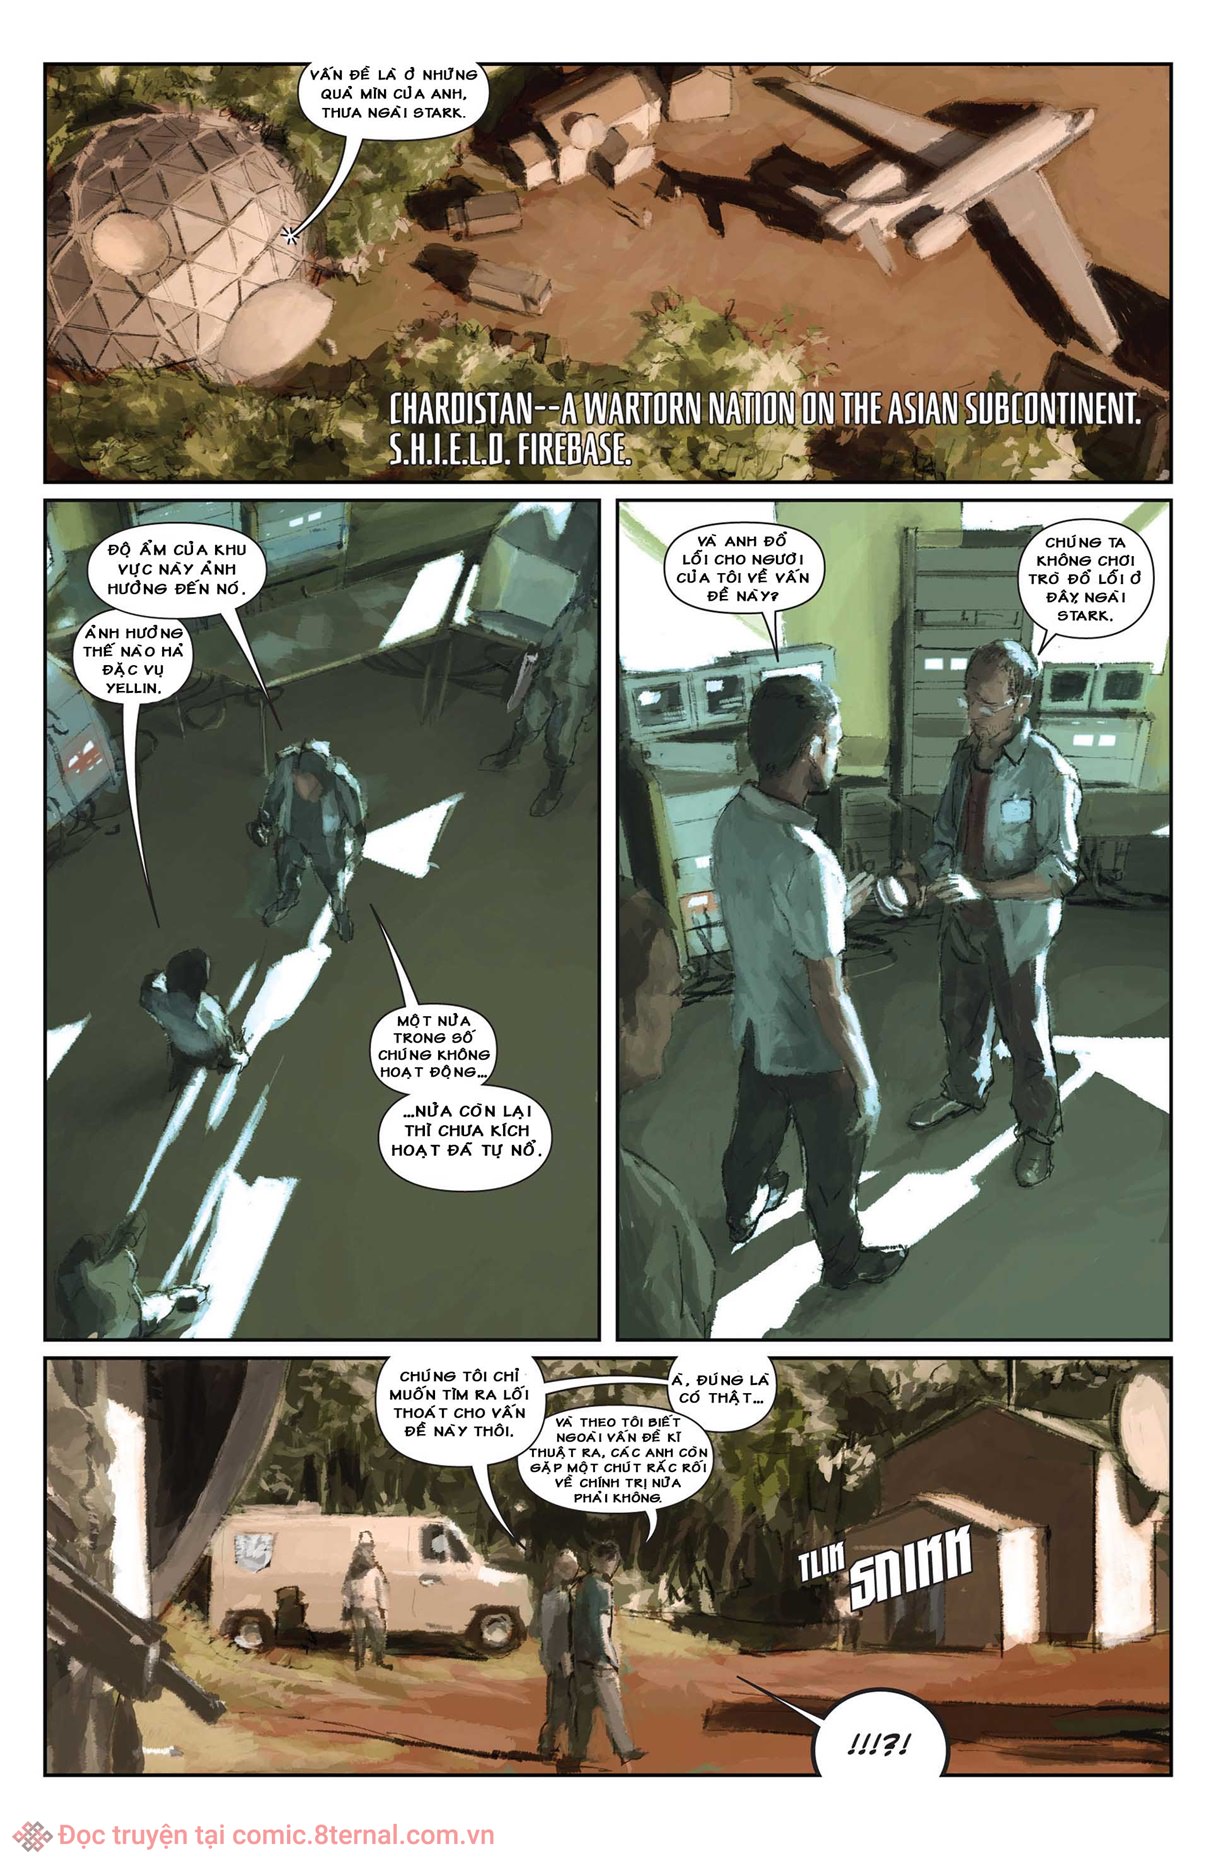 VẤN ĐỀ LÀ Ở NHỮNG
QUẢ MÌN CỦA ANH,
THƯA NGÀI STARK.
CHARDISTAN--A WARTORN NATION ON THE ASIAN SUBCONTINENT.
S.H.I.E.L.D. FIREBASE.
ĐỘ ẨM CỦA KHU
VỰC NÀY ẢNH
HƯỞNG ĐẾN NÓ.
ẢNH HƯỞNG
THẾ NÀO HẢ
ĐẶC VỤ
YELLIN.
MỘT NỬA
TRONG SỐ
CHÚNG KHÔNG
HOẠT ĐỘNG...
...NỬA CÒN LẠI
THÌ CHƯA KÍCH
HOẠT ĐÃ TỰ NỔ.
VÀ ANH ĐỔ
LỖI CHO NGƯỜI
CỦA TÔI VỀ VẤN
ĐỀ NÀY?
CHÚNG TA
KHÔNG CHƠI
TRÒ ĐỔ LỖI Ở
ĐÂY, NGÀI
STARK.
CHÚNG TÔI CHỈ
MUỐN TÌM RA LỐI
THOÁT CHO VẤN
ĐỀ NÀY THÔI.
À, ĐÚNG LÀ
CÓ THẬT...
VÀ THEO TÔI BIẾT
NGOÀI VẤN ĐỀ KĨ
THUẬT RA, CÁC ANH CÒN
GẶP MỘT CHÚT RẮC RỐI
VỀ CHÍNH TRỊ NỮA
PHẢI KHÔNG.
TLIK
SNIKK
!!!?!
Đọc truyện tại comic.8ternal.com.vn